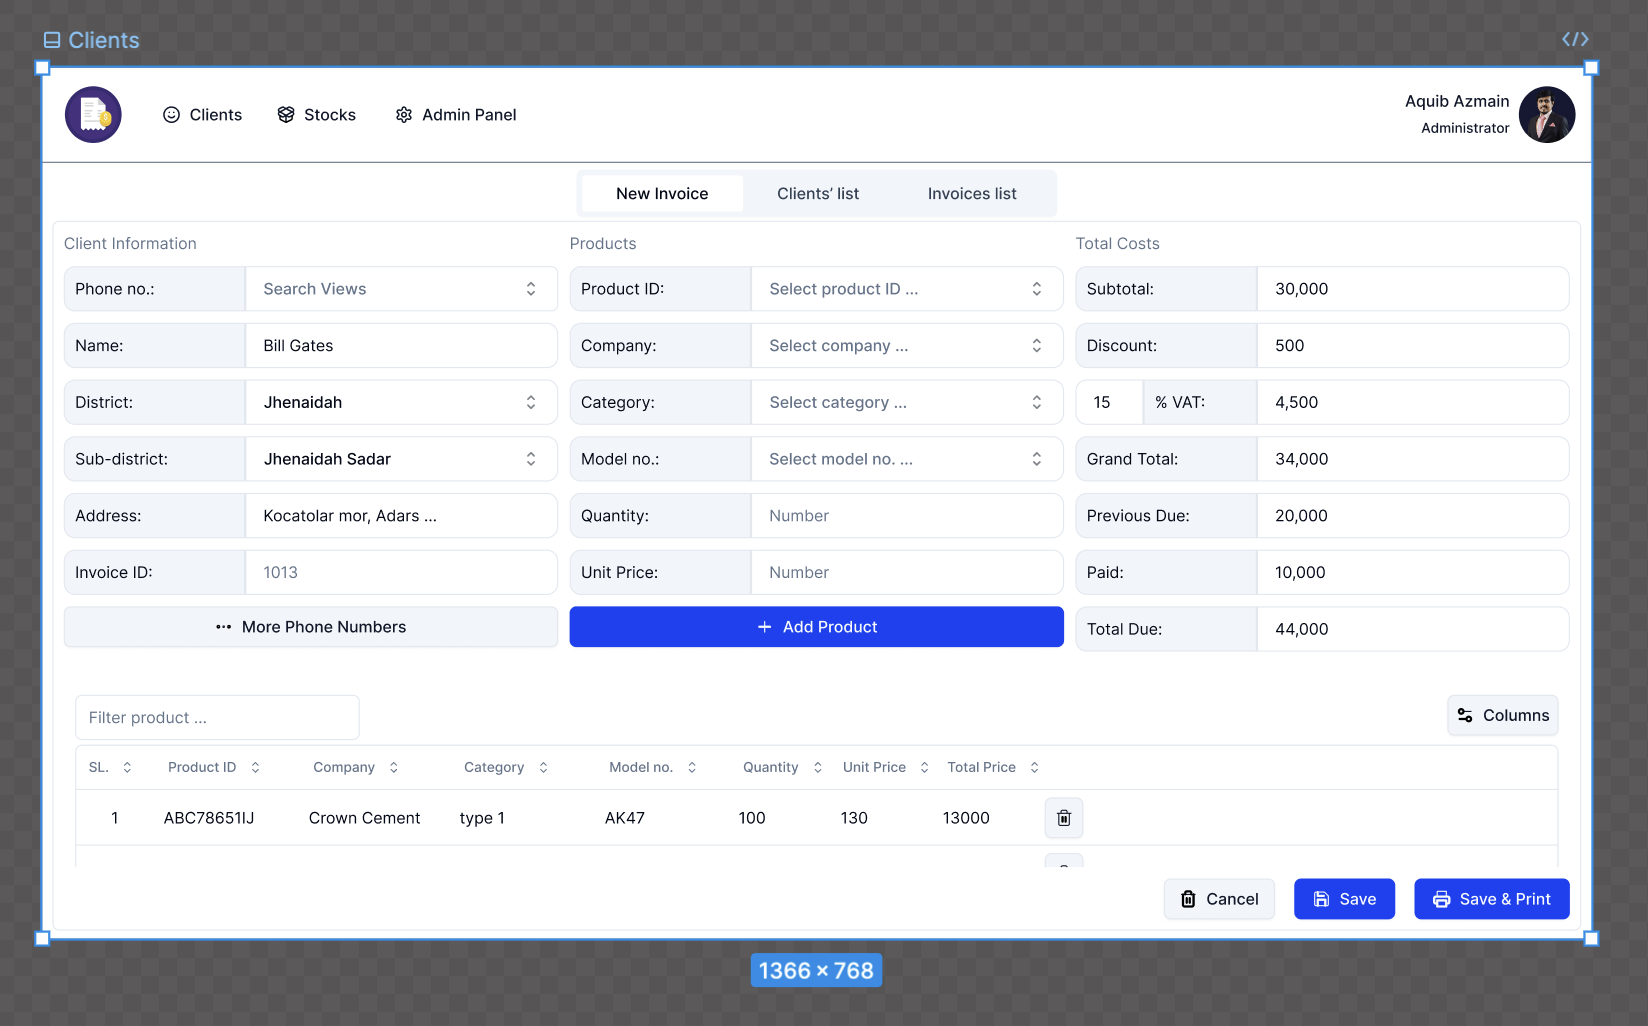 Clients
</>
Clients
Stocks
Admin Panel
Aquib Azmain
Administrator
New Invoice
Clients’ list
Invoices list
Client Information
Phone no.:
Search Views
Name:
Bill Gates
District:
Jhenaidah
Sub-district:
Jhenaidah Sadar
Address:
Kocatolar mor, Adars ...
Invoice ID:
1013
More Phone Numbers
Products
Product ID:
Select product ID ...
Company:
Select company ...
Category:
Select category ...
Model no.:
Select model no. ...
Quantity:
Number
Unit Price:
Number
Add Product
Total Costs
Subtotal:
30,000
Discount:
500
15
% VAT:
4,500
Grand Total:
34,000
Previous Due:
20,000
Paid:
10,000
Total Due:
44,000
Filter product ...
Columns
SL. Product ID Company Category Model no. Quantity Unit Price Total Price
1 ABC78651IJ Crown Cement type 1 AK47 100 130 13000
Cancel
Save
Save & Print
1366 × 768